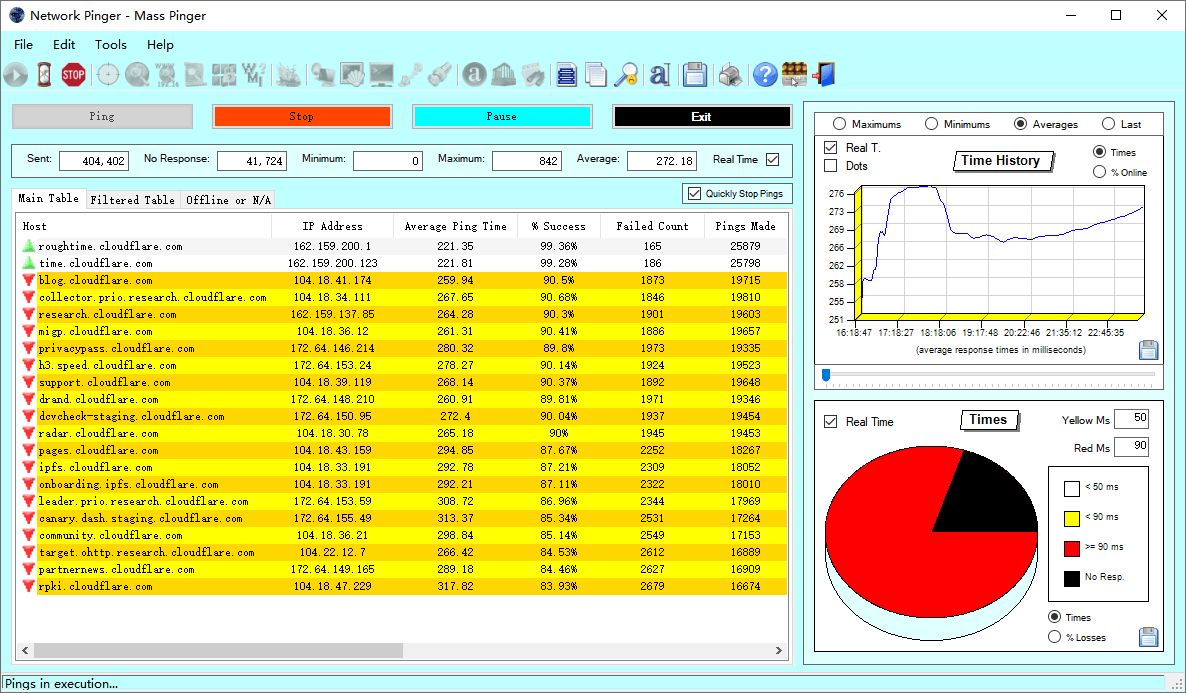 Network Pinger - Mass Pinger
File Edit Tools Help
STOP
Ping Stop Pause Exit
Sent: 404,402 No Response: 41,724 Minimum: 0 Maximum: 842 Average: 272.18 Real Time
Main Table Filtered Table Offline or N/A Quickly Stop Pings
Host IP Address Average Ping Time % Success Failed Count Pings Made
roughtime.cloudflare.com 162.159.200.1 221.35 99.36% 165 25879
time.cloudflare.com 162.159.200.123 221.81 99.28% 186 25798
blog.cloudflare.com 104.18.41.174 259.94 90.5% 1873 19715
collector.prio.research.cloudflare.com 104.18.34.111 267.65 90.68% 1846 19810
research.cloudflare.com 162.159.137.85 264.28 90.3% 1901 19603
migp.cloudflare.com 104.18.36.12 261.31 90.41% 1886 19657
privacypass.cloudflare.com 172.64.146.214 280.32 89.8% 1973 19335
h3.speed.cloudflare.com 172.64.153.24 278.27 90.14% 1924 19523
support.cloudflare.com 104.18.39.119 268.14 90.37% 1892 19648
drand.cloudflare.com 172.64.148.210 260.91 89.81% 1971 19346
dcvcheck-staging.cloudflare.com 172.64.150.95 272.4 90.04% 1937 19454
radar.cloudflare.com 104.18.30.78 265.18 90% 1945 19453
pages.cloudflare.com 104.18.43.159 294.85 87.67% 2252 18267
ipfs.cloudflare.com 104.18.33.191 292.78 87.21% 2309 18052
onboarding.ipfs.cloudflare.com 104.18.33.191 292.21 87.11% 2322 18010
leader.prio.research.cloudflare.com 172.64.153.59 308.72 86.96% 2344 17969
canary.dash.staging.cloudflare.com 172.64.155.49 313.37 85.34% 2531 17264
community.cloudflare.com 104.18.36.21 298.84 85.14% 2549 17153
target.ohttp.research.cloudflare.com 104.22.12.7 266.42 84.53% 2612 16889
partnernews.cloudflare.com 172.64.149.165 289.18 84.46% 2627 16909
rpki.cloudflare.com 104.18.47.229 317.82 83.93% 2679 16674
Pings in execution...
Maximums Minimums Averages Last
Real T.
Dots
Time History
Times
% Online
276
273
269
266
262
258
255
251
16:18:47 17:18:27 18:18:06 19:17:48 20:22:46 21:35:12 22:45:35
(average response times in milliseconds)
Real Time
Times
Yellow Ms 50
Red Ms 90
< 50 ms
< 90 ms
>= 90 ms
No Resp.
Times
% Losses